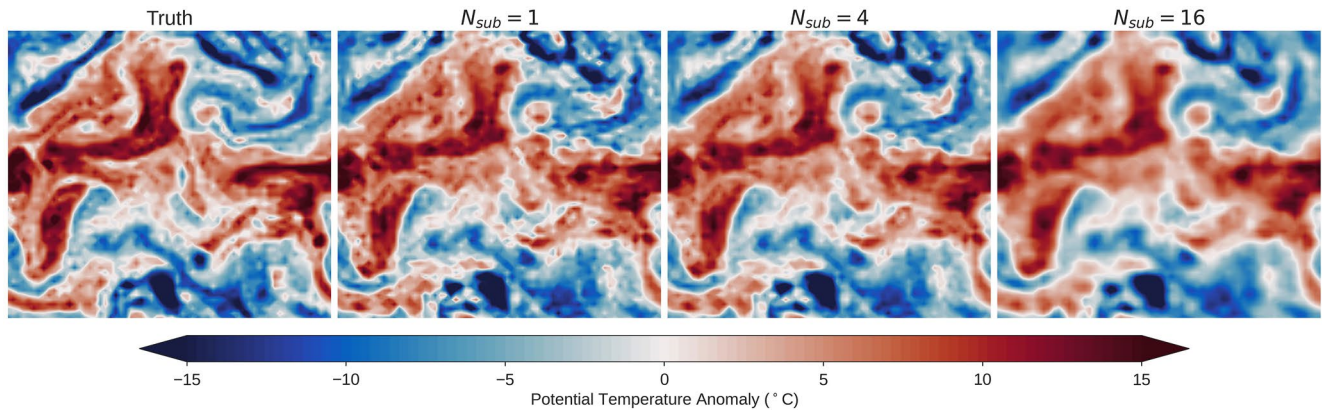 Truth
N_sub = 1
N_sub = 4
N_sub = 16
−15 −10 −5 0 5 10 15
Potential Temperature Anomaly (°C)